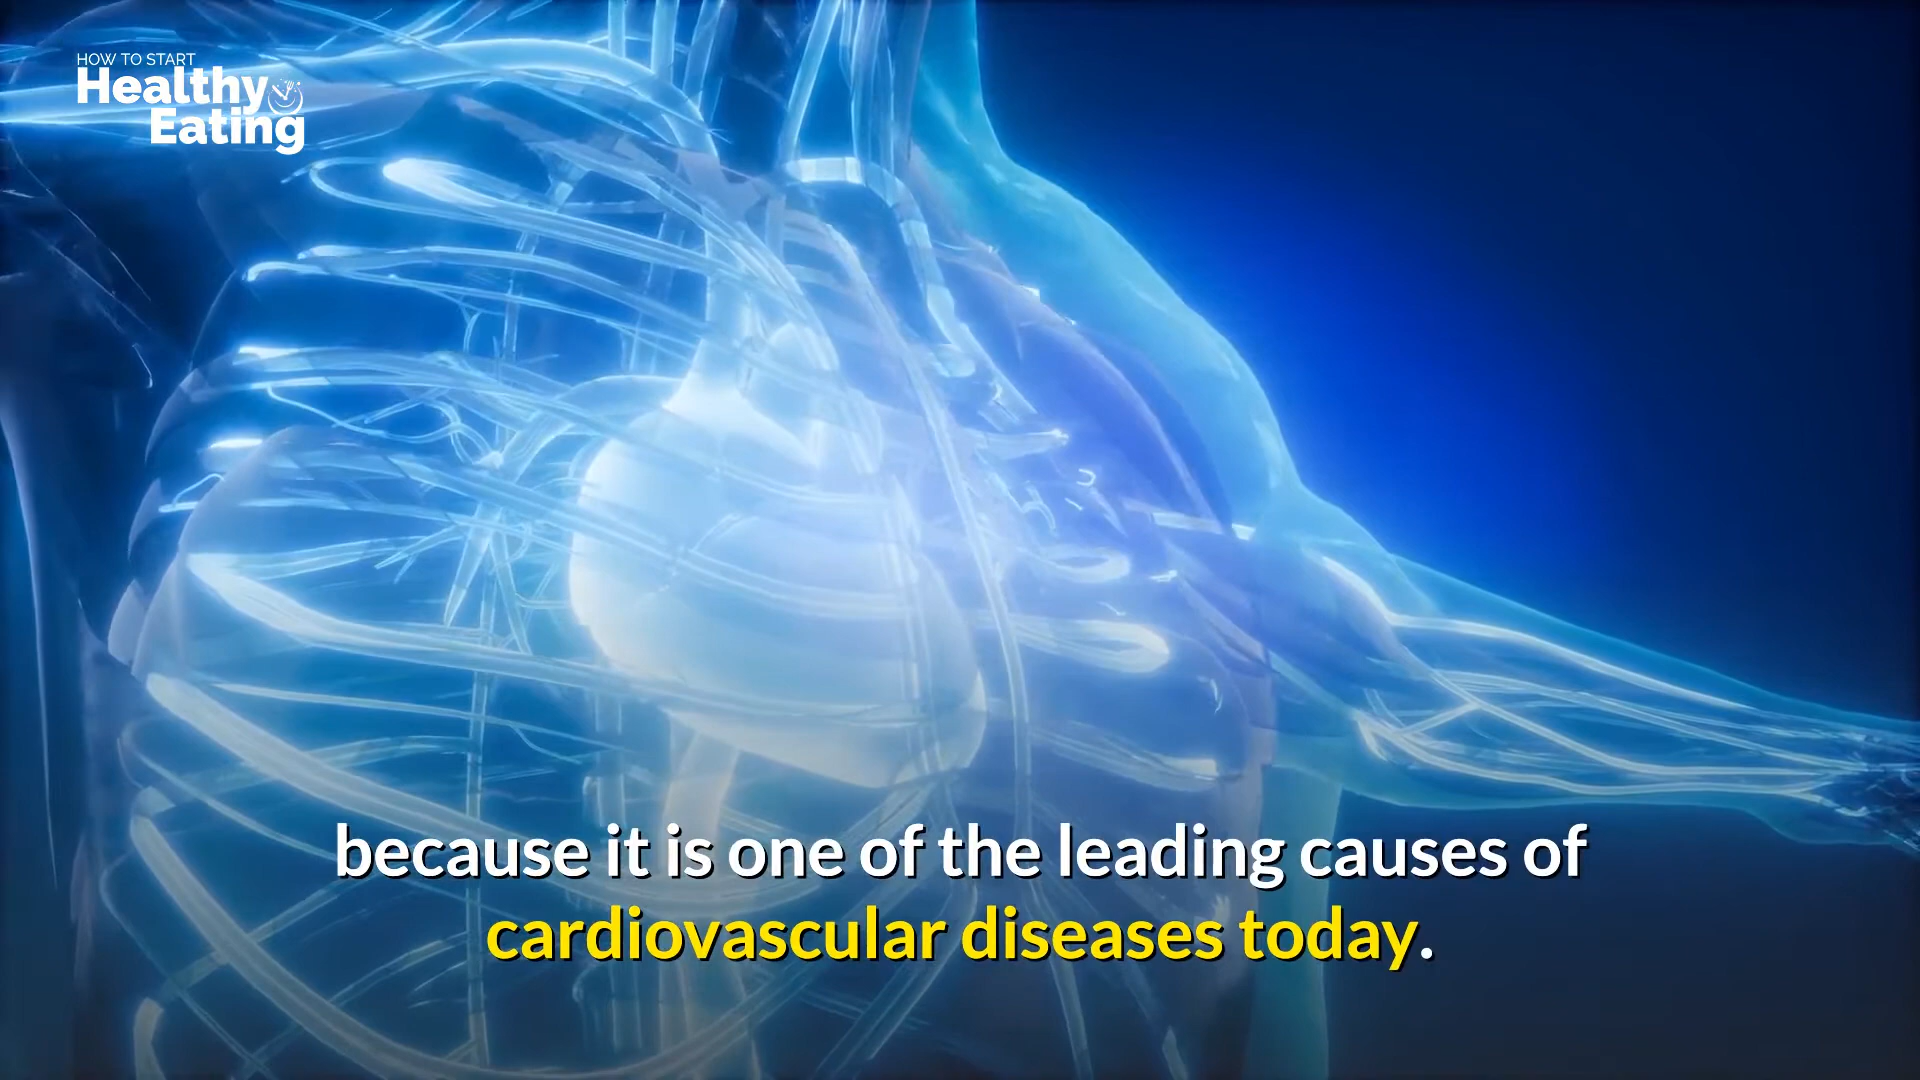 HOW TO START
Healthy
Eating
because it is one of the leading causes of
cardiovascular diseases today.